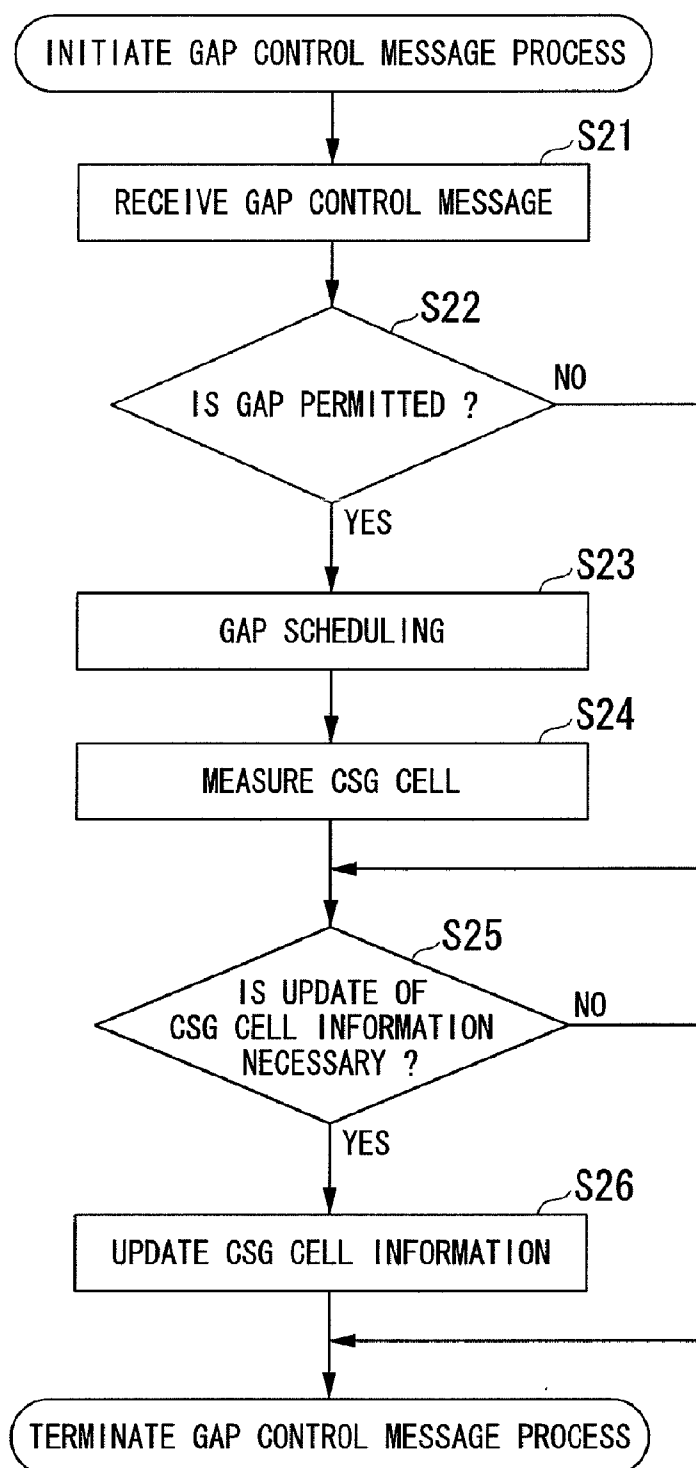 INITIATE GAP CONTROL MESSAGE PROCESS
S21
RECEIVE GAP CONTROL MESSAGE
S22
IS GAP PERMITTED ?
NO
YES
S23
GAP SCHEDULING
S24
MEASURE CSG CELL
S25
IS UPDATE OF
CSG CELL INFORMATION
NECESSARY ?
NO
YES
S26
UPDATE CSG CELL INFORMATION
TERMINATE GAP CONTROL MESSAGE PROCESS